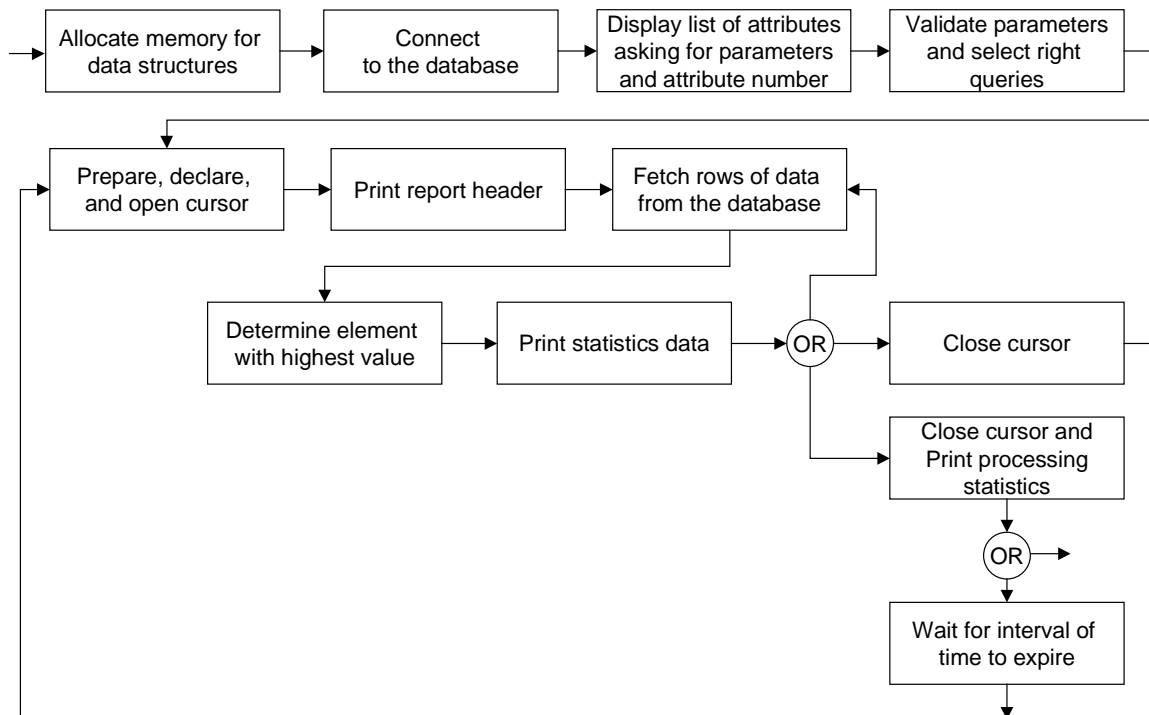 Allocate memory for
data structures
Connect
to the database
Display list of attributes
asking for parameters
and attribute number
Validate parameters
and select right
queries
Prepare, declare,
and open cursor
Print report header
Fetch rows of data
from the database
Determine element
with highest value
Print statistics data
OR
Close cursor
Close cursor and
Print processing
statistics
OR
Wait for interval of
time to expire